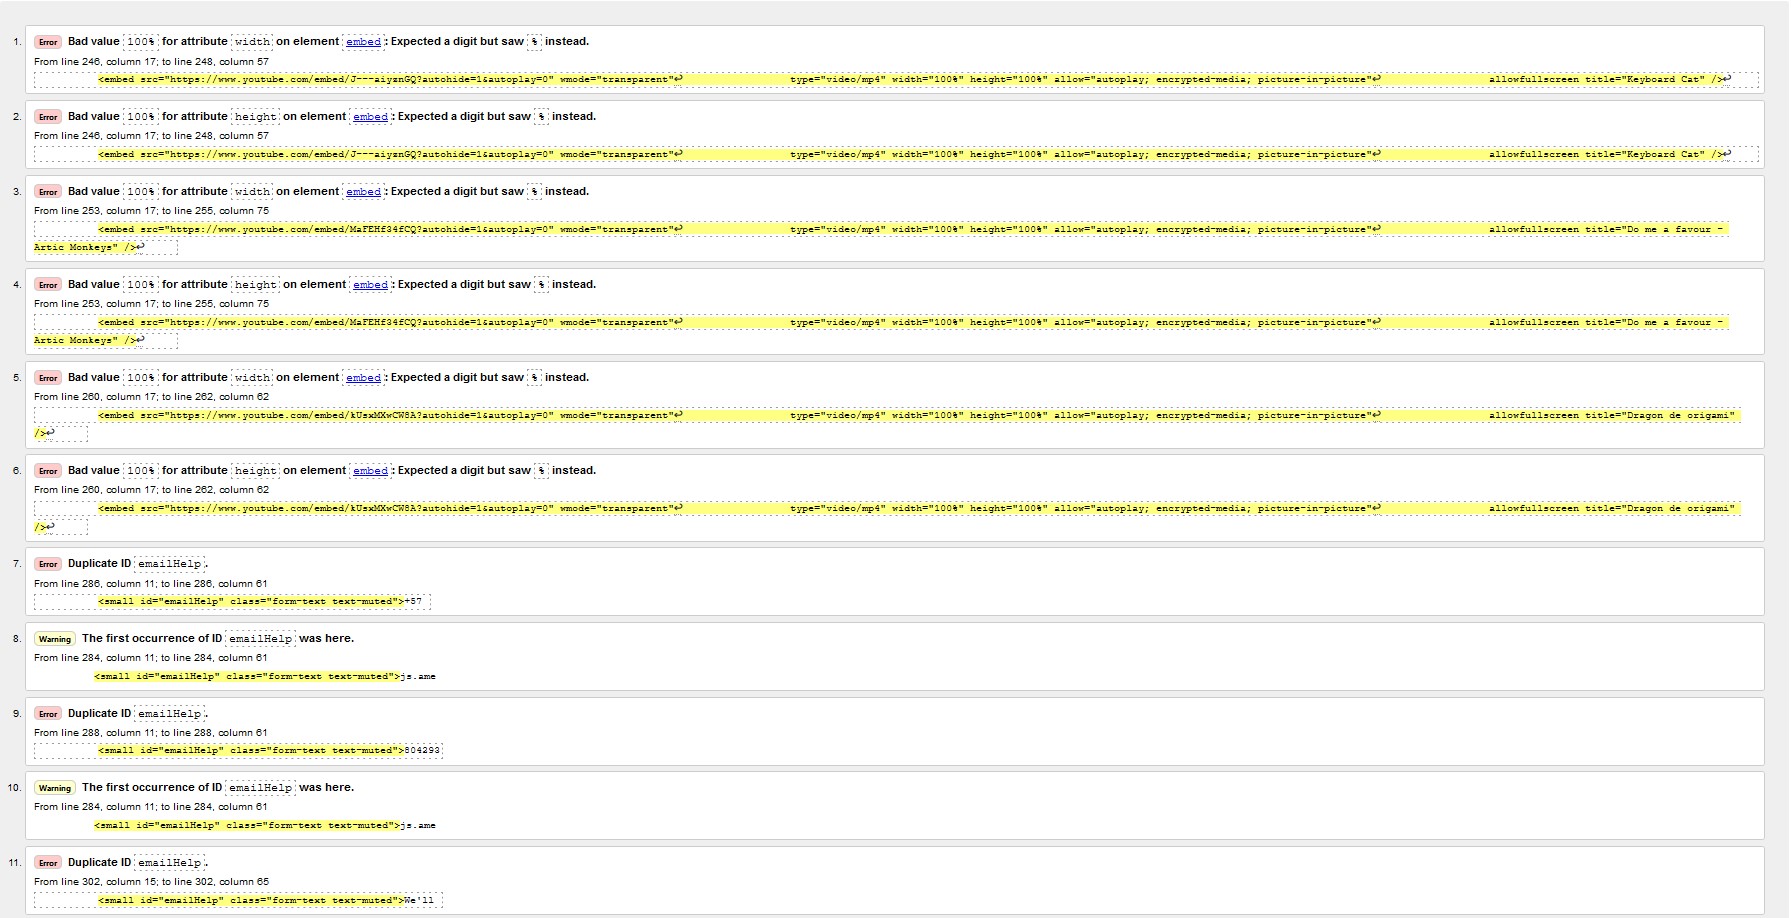 1. Error Bad value 100% for attribute width on element embed: Expected a digit but saw % instead.
From line 246, column 17; to line 248, column 57
<embed src="https://www.youtube.com/embed/J---aiyznGQ?autohide=1&autoplay=0" wmode="transparent"↩ type="video/mp4" width="100%" height="100%" allow="autoplay; encrypted-media; picture-in-picture"↩ allowfullscreen title="Keyboard Cat" />↩
2. Error Bad value 100% for attribute height on element embed: Expected a digit but saw % instead.
From line 246, column 17; to line 248, column 57
<embed src="https://www.youtube.com/embed/J---aiyznGQ?autohide=1&autoplay=0" wmode="transparent"↩ type="video/mp4" width="100%" height="100%" allow="autoplay; encrypted-media; picture-in-picture"↩ allowfullscreen title="Keyboard Cat" />↩
3. Error Bad value 100% for attribute width on element embed: Expected a digit but saw % instead.
From line 253, column 17; to line 255, column 75
<embed src="https://www.youtube.com/embed/MaFEHf34fCQ?autohide=1&autoplay=0" wmode="transparent"↩ type="video/mp4" width="100%" height="100%" allow="autoplay; encrypted-media; picture-in-picture"↩ allowfullscreen title="Do me a favour -
Artic Monkeys" />↩
4. Error Bad value 100% for attribute height on element embed: Expected a digit but saw % instead.
From line 253, column 17; to line 255, column 75
<embed src="https://www.youtube.com/embed/MaFEHf34fCQ?autohide=1&autoplay=0" wmode="transparent"↩ type="video/mp4" width="100%" height="100%" allow="autoplay; encrypted-media; picture-in-picture"↩ allowfullscreen title="Do me a favour -
Artic Monkeys" />↩
5. Error Bad value 100% for attribute width on element embed: Expected a digit but saw % instead.
From line 260, column 17; to line 262, column 62
<embed src="https://www.youtube.com/embed/kUsxMXwCW8A?autohide=1&autoplay=0" wmode="transparent"↩ type="video/mp4" width="100%" height="100%" allow="autoplay; encrypted-media; picture-in-picture"↩ allowfullscreen title="Dragon de origami"
/>↩
6. Error Bad value 100% for attribute height on element embed: Expected a digit but saw % instead.
From line 260, column 17; to line 262, column 62
<embed src="https://www.youtube.com/embed/kUsxMXwCW8A?autohide=1&autoplay=0" wmode="transparent"↩ type="video/mp4" width="100%" height="100%" allow="autoplay; encrypted-media; picture-in-picture"↩ allowfullscreen title="Dragon de origami"
/>↩
7. Error Duplicate ID emailHelp.
From line 286, column 11; to line 286, column 61
<small id="emailHelp" class="form-text text-muted">+57
8. Warning The first occurrence of ID emailHelp was here.
From line 284, column 11; to line 284, column 61
<small id="emailHelp" class="form-text text-muted">js.ame
9. Error Duplicate ID emailHelp.
From line 288, column 11; to line 288, column 61
<small id="emailHelp" class="form-text text-muted">804293
10. Warning The first occurrence of ID emailHelp was here.
From line 284, column 11; to line 284, column 61
<small id="emailHelp" class="form-text text-muted">js.ame
11. Error Duplicate ID emailHelp.
From line 302, column 15; to line 302, column 65
<small id="emailHelp" class="form-text text-muted">We'll